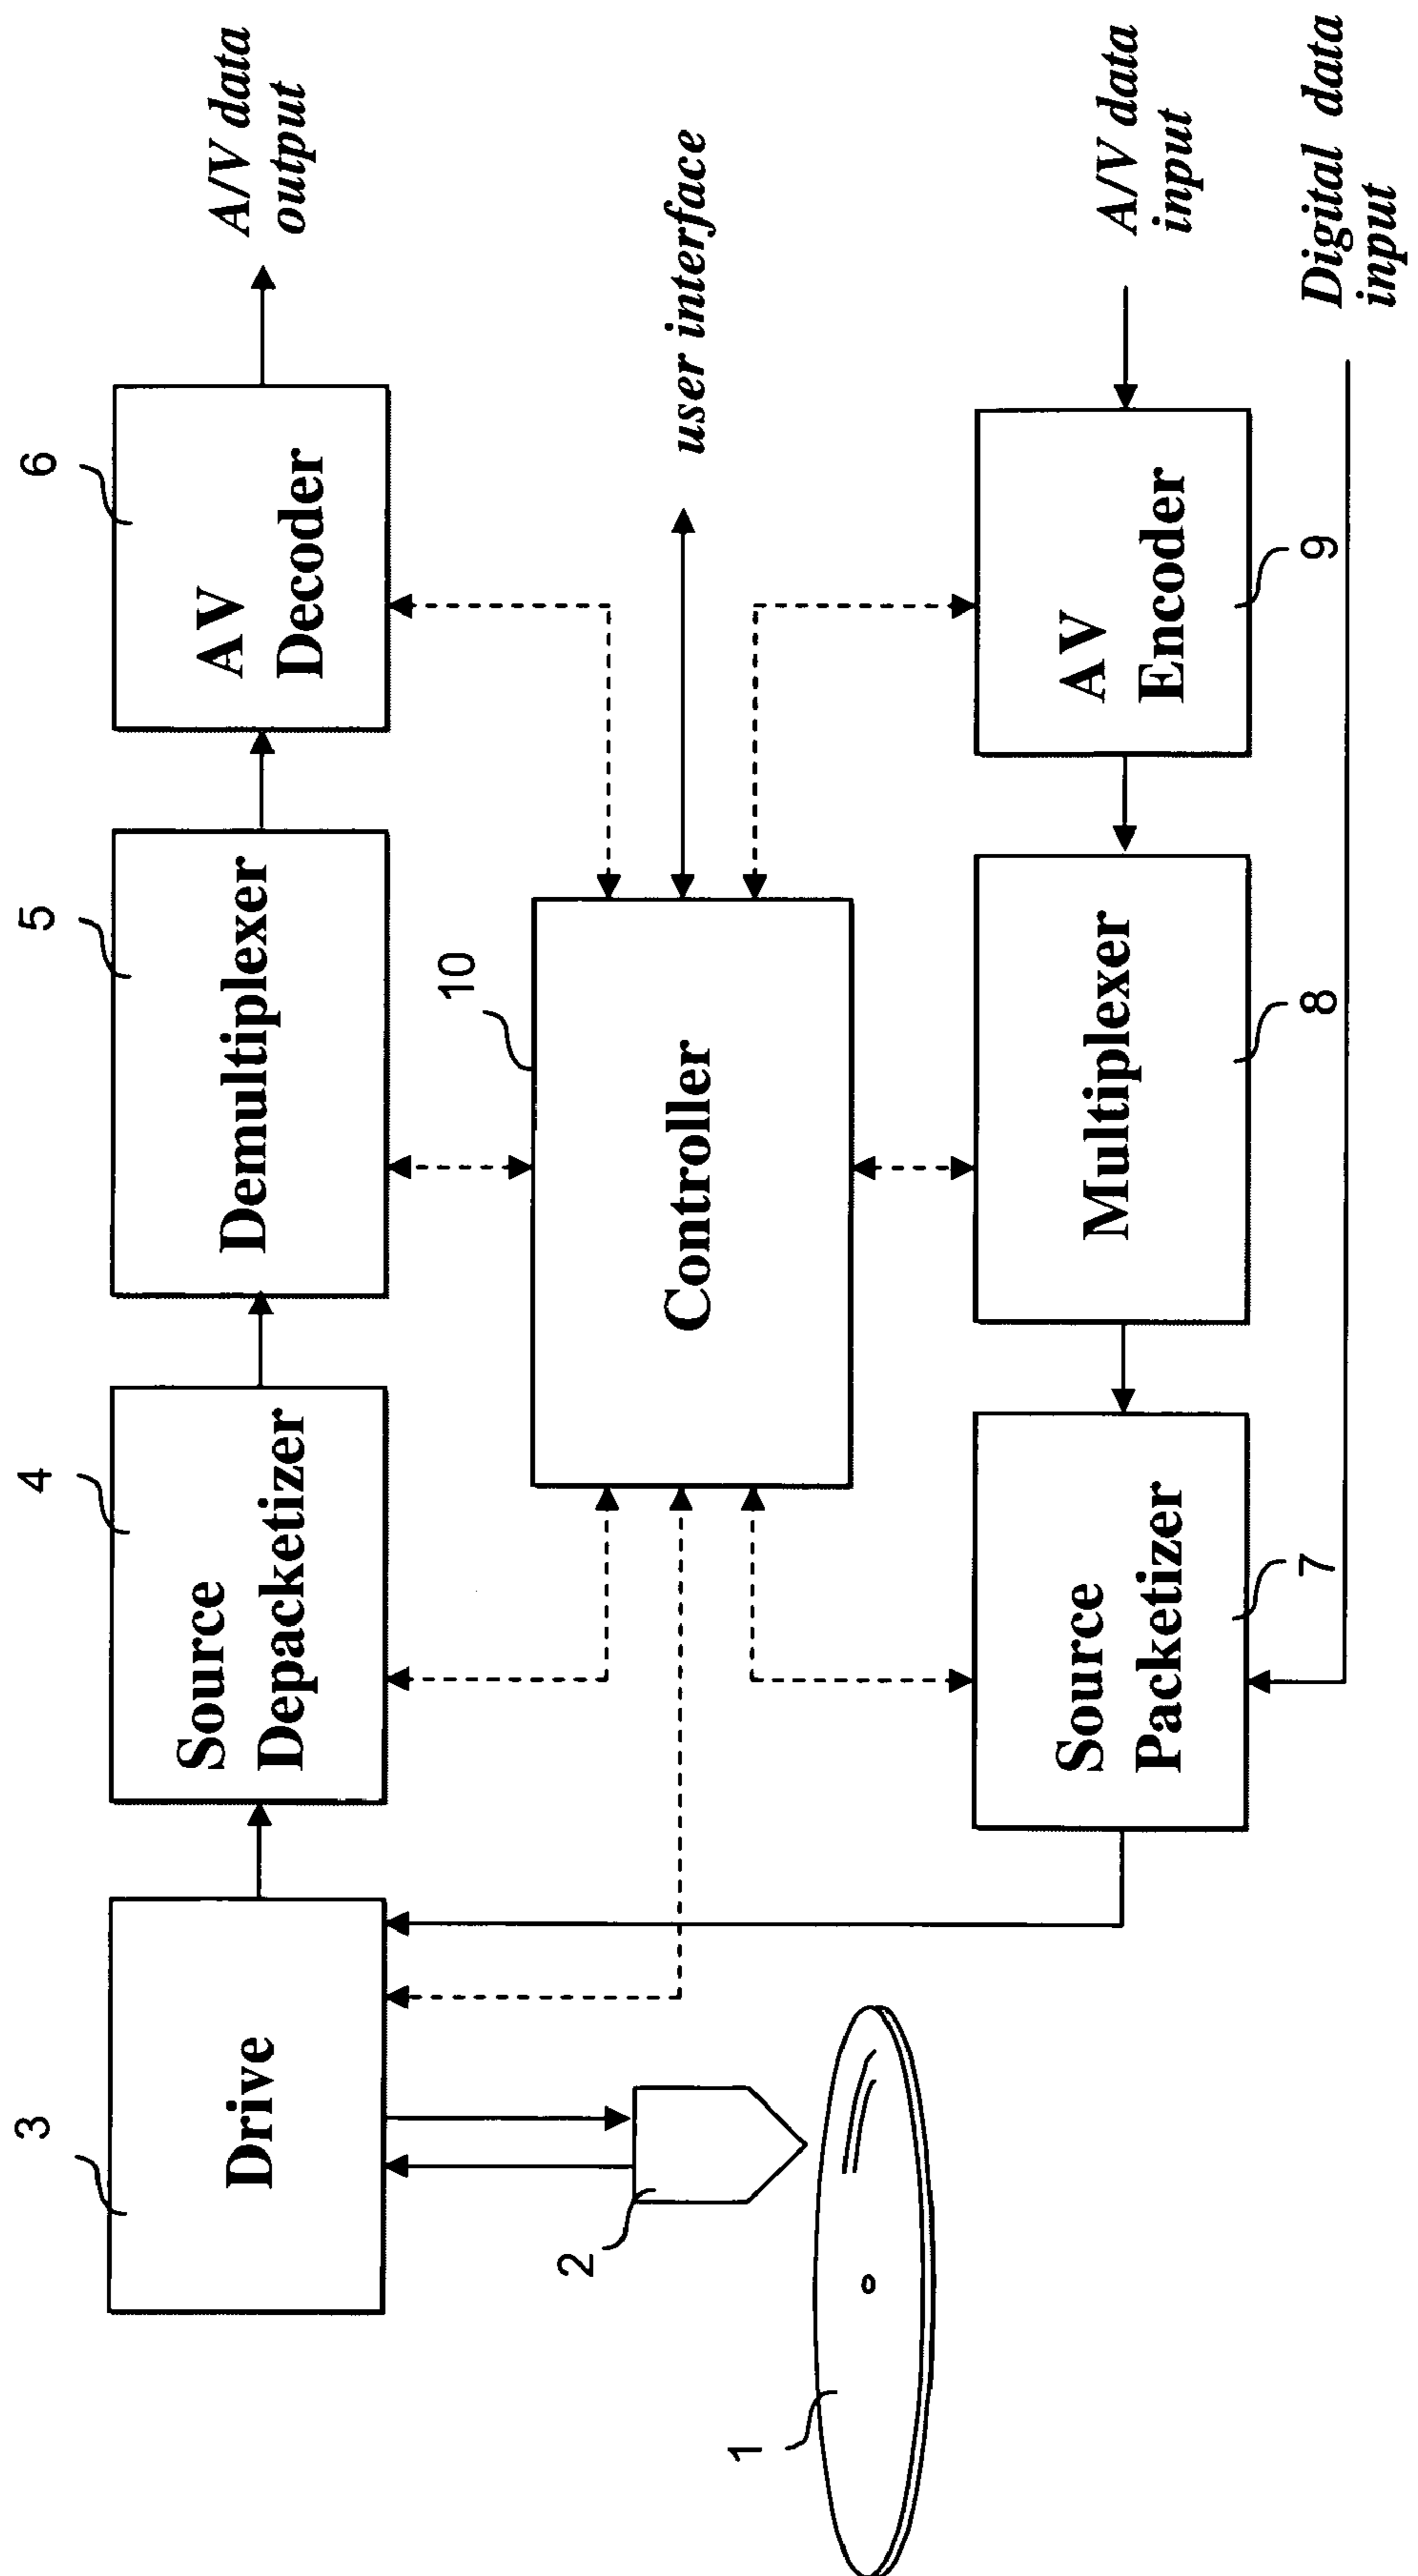 3
Drive
4
Source
Depacketizer
5
Demultiplexer
6
AV
Decoder
A/V data
output
2
1
10
Controller
user interface
Source
Packetizer
7
Multiplexer
8
AV
Encoder
9
A/V data
input
Digital data
input